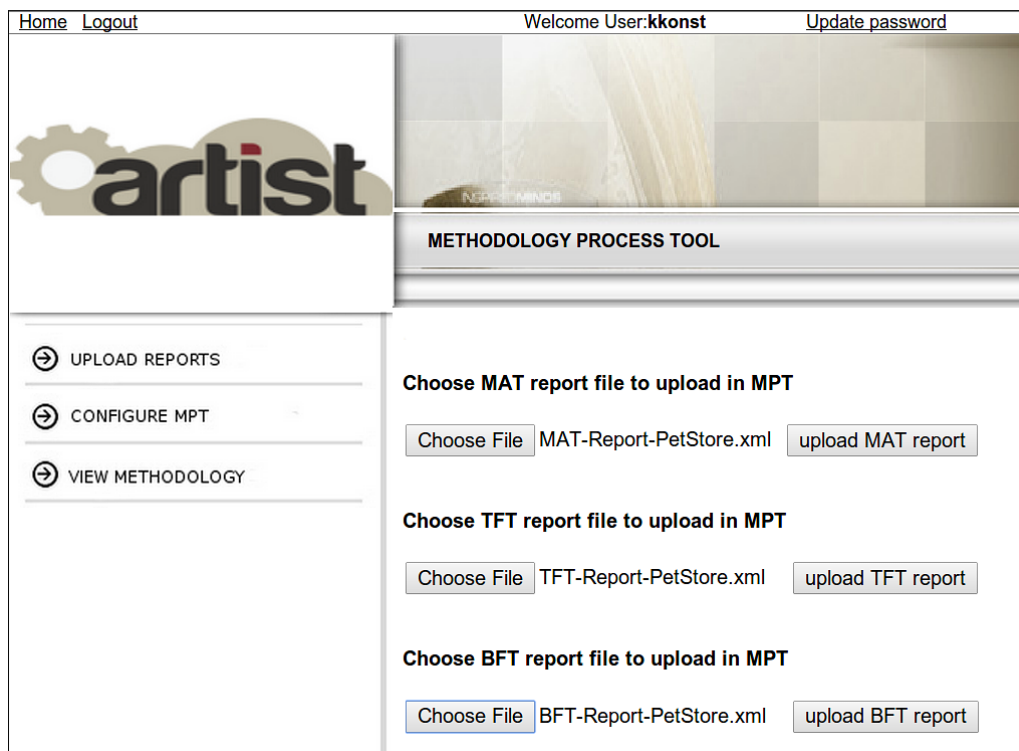 Home Logout Welcome User:kkonst Update password
artist
INSPIRED MINDS
METHODOLOGY PROCESS TOOL
UPLOAD REPORTS
CONFIGURE MPT
VIEW METHODOLOGY
Choose MAT report file to upload in MPT
Choose File MAT-Report-PetStore.xml upload MAT report
Choose TFT report file to upload in MPT
Choose File TFT-Report-PetStore.xml upload TFT report
Choose BFT report file to upload in MPT
Choose File BFT-Report-PetStore.xml upload BFT report